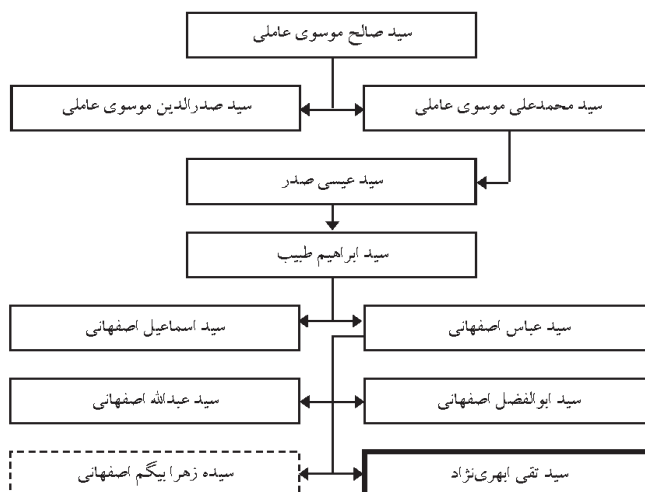 سید صالح موسوی عاملی
سید محمدعلی موسوی عاملی
سید صدرالدین موسوی عاملی
سید عیسی صدر
سید ابراهیم طبیب
سید عباس اصفهانی
سید اسماعیل اصفهانی
سید ابوالفضل اصفهانی
سید عبدالله اصفهانی
سید تقی ابهری‌نژاد
سیده زهرا بیگم اصفهانی